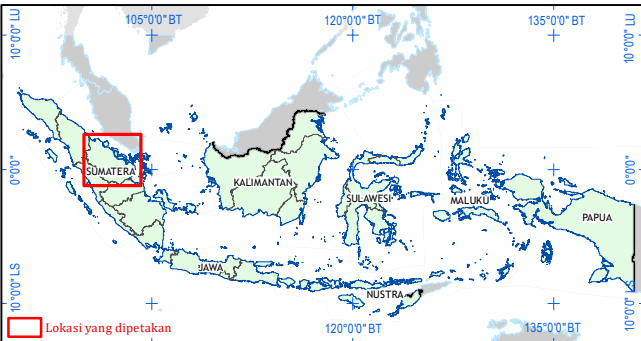 105°0'0" BT
120°0'0" BT
135°0'0" BT
10°0'0" LU
10°0'0" LU
SUMATERA
KALIMANTAN
SULAWESI
MALUKU
PAPUA
0°0'0"
0°0'0"
JAWA
NUSTRA
10°0'0" LS
10°0'0" LS
Lokasi yang dipetakan
120°0'0" BT
135°0'0" BT